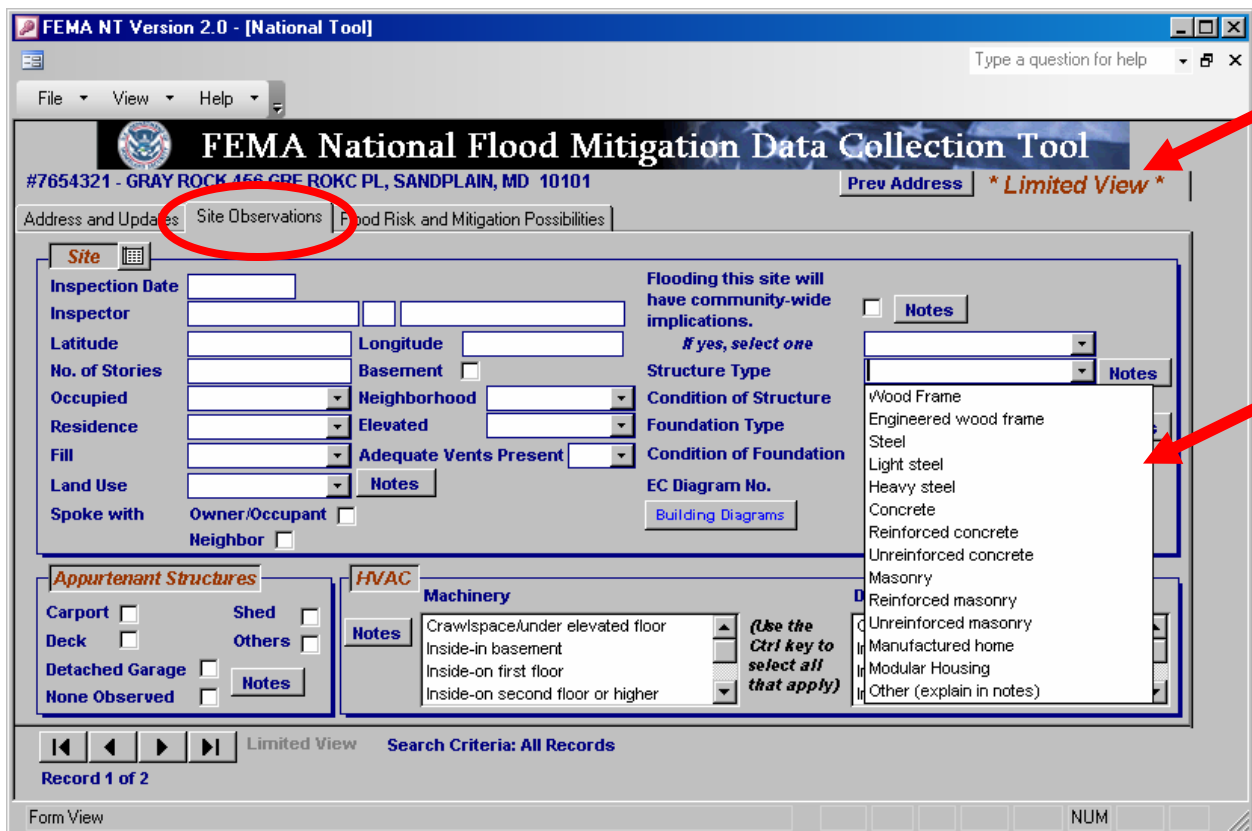 FEMA NT Version 2.0 - [National Tool]
Type a question for help
File View Help
FEMA National Flood Mitigation Data Collection Tool
#7654321 - GRAY ROCK 456 GRE ROKC PL, SANDPLAIN, MD 10101
Prev Address
* Limited View *
Address and Updates
Site Observations
Flood Risk and Mitigation Possibilities
Site
Inspection Date
Inspector
Latitude
Longitude
No. of Stories
Basement
Occupied
Neighborhood
Residence
Elevated
Fill
Adequate Vents Present
Land Use
Notes
Spoke with
Owner/Occupant
Neighbor
Flooding this site will
have community-wide
implications.
Notes
If yes, select one
Structure Type
Notes
Condition of Structure
Foundation Type
Condition of Foundation
EC Diagram No.
Building Diagrams
Wood Frame
Engineered wood frame
Steel
Light steel
Heavy steel
Concrete
Reinforced concrete
Unreinforced concrete
Masonry
Reinforced masonry
Unreinforced masonry
Manufactured home
Modular Housing
Other (explain in notes)
Appurtenant Structures
Carport
Shed
Deck
Others
Detached Garage
None Observed
Notes
HVAC
Notes
Machinery
Crawlspace/under elevated floor
Inside-in basement
Inside-on first floor
Inside-on second floor or higher
(Use the
Ctrl key to
select all
that apply)
Limited View
Search Criteria: All Records
Record 1 of 2
Form View
NUM